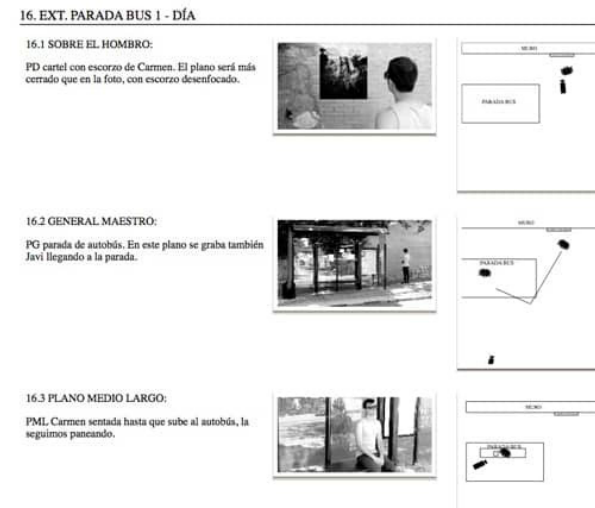 16. EXT. PARADA BUS 1 - DÍA
16.1 SOBRE EL HOMBRO:
PD cartel con escorzo de Carmen. El plano será más
cerrado que en la foto, con escorzo desenfocado.
MURO
PARADA BUS
16.2 GENERAL MAESTRO:
PG parada de autobús. En este plano se graba también
Javi llegando a la parada.
MURO
PARADA BUS
16.3 PLANO MEDIO LARGO:
PML Carmen sentada hasta que sube al autobús, la
seguimos paneando.
MURO
PARADA BUS